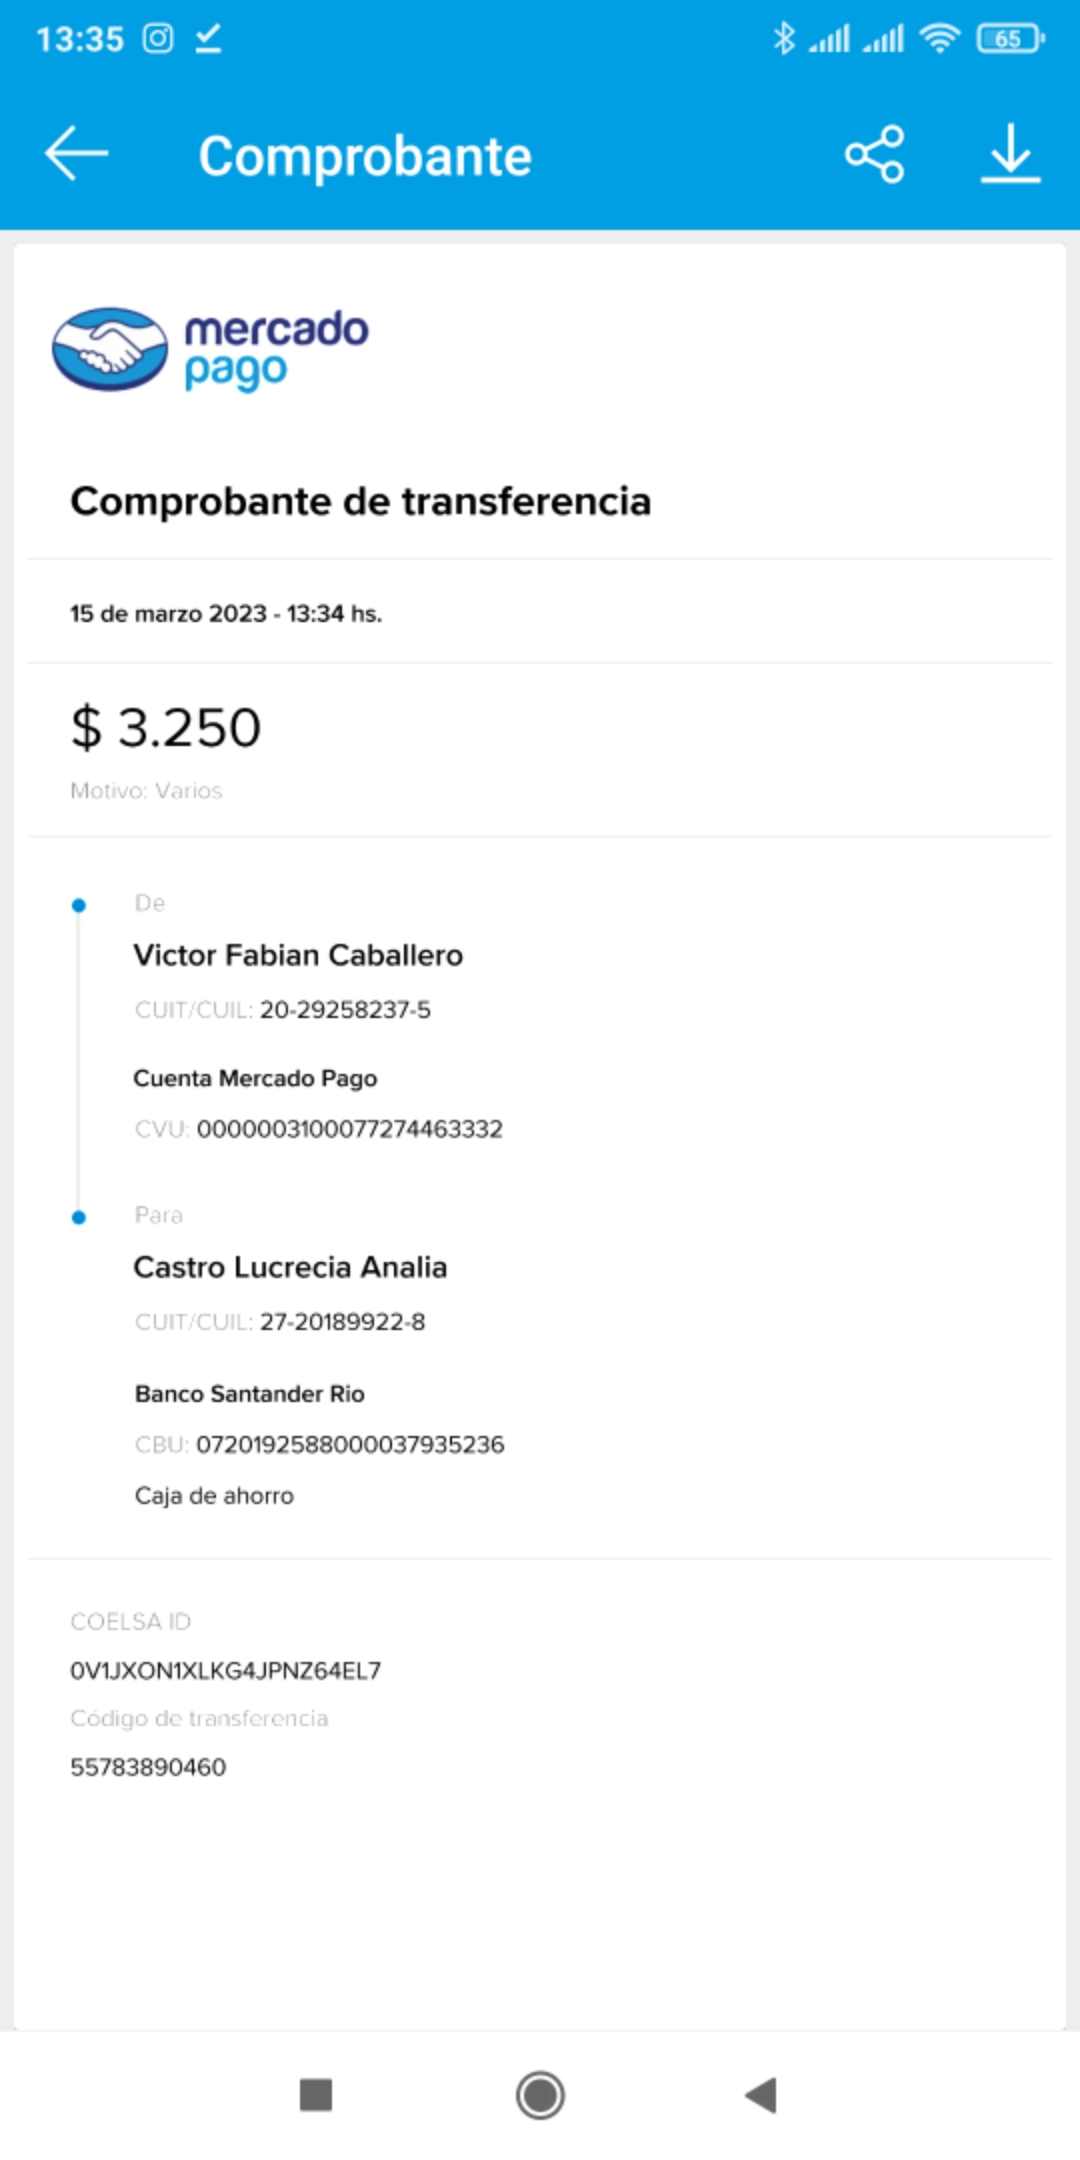 13:35
65
Comprobante
mercado
pago
Comprobante de transferencia
15 de marzo 2023 - 13:34 hs.
$ 3.250
Motivo: Varios
De
Victor Fabian Caballero
CUIT/CUIL: 20-29258237-5
Cuenta Mercado Pago
CVU: 0000003100077274463332
Para
Castro Lucrecia Analia
CUIT/CUIL: 27-20189922-8
Banco Santander Rio
CBU: 0720192588000037935236
Caja de ahorro
COELSA ID
0V1JXON1XLKG4JPNZ64EL7
Código de transferencia
55783890460